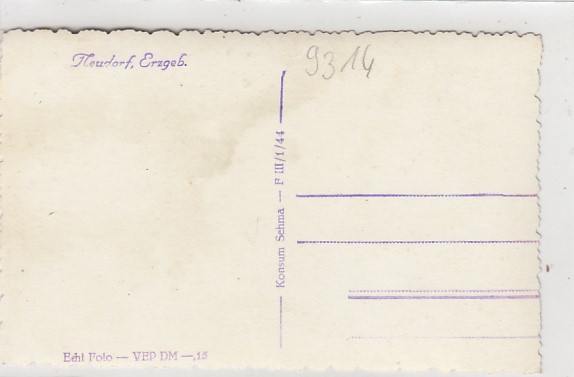 Neudorf, Erzgeb.
9314
Konsum Sehma — F III/1/44
Echt Foto — VEP DM —,15